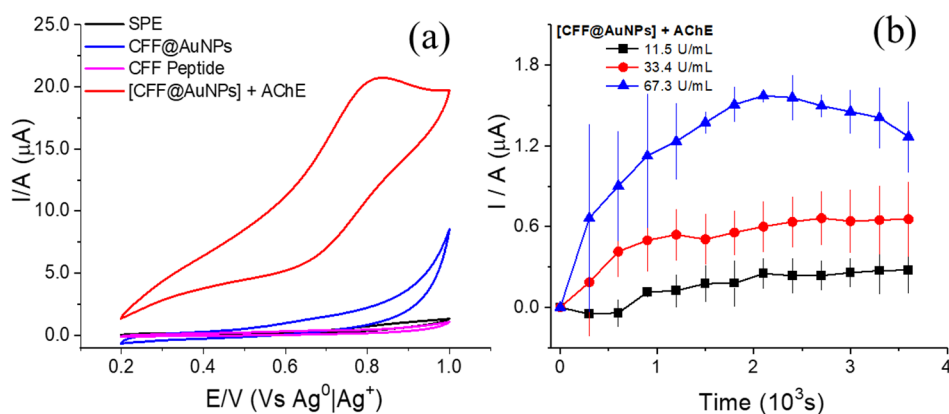 (a)
SPE
CFF@AuNPs
CFF Peptide
[CFF@AuNPs] + AChE
25.0
20.0
15.0
10.0
5.0
0.0
I/A (µA)
0.2 0.4 0.6 0.8 1.0
E/V (Vs Ag⁰|Ag⁺)
(b)
[CFF@AuNPs] + AChE
11.5 U/mL
33.4 U/mL
67.3 U/mL
1.8
1.2
0.6
0.0
I / A (µA)
0 1 2 3 4
Time (10³s)